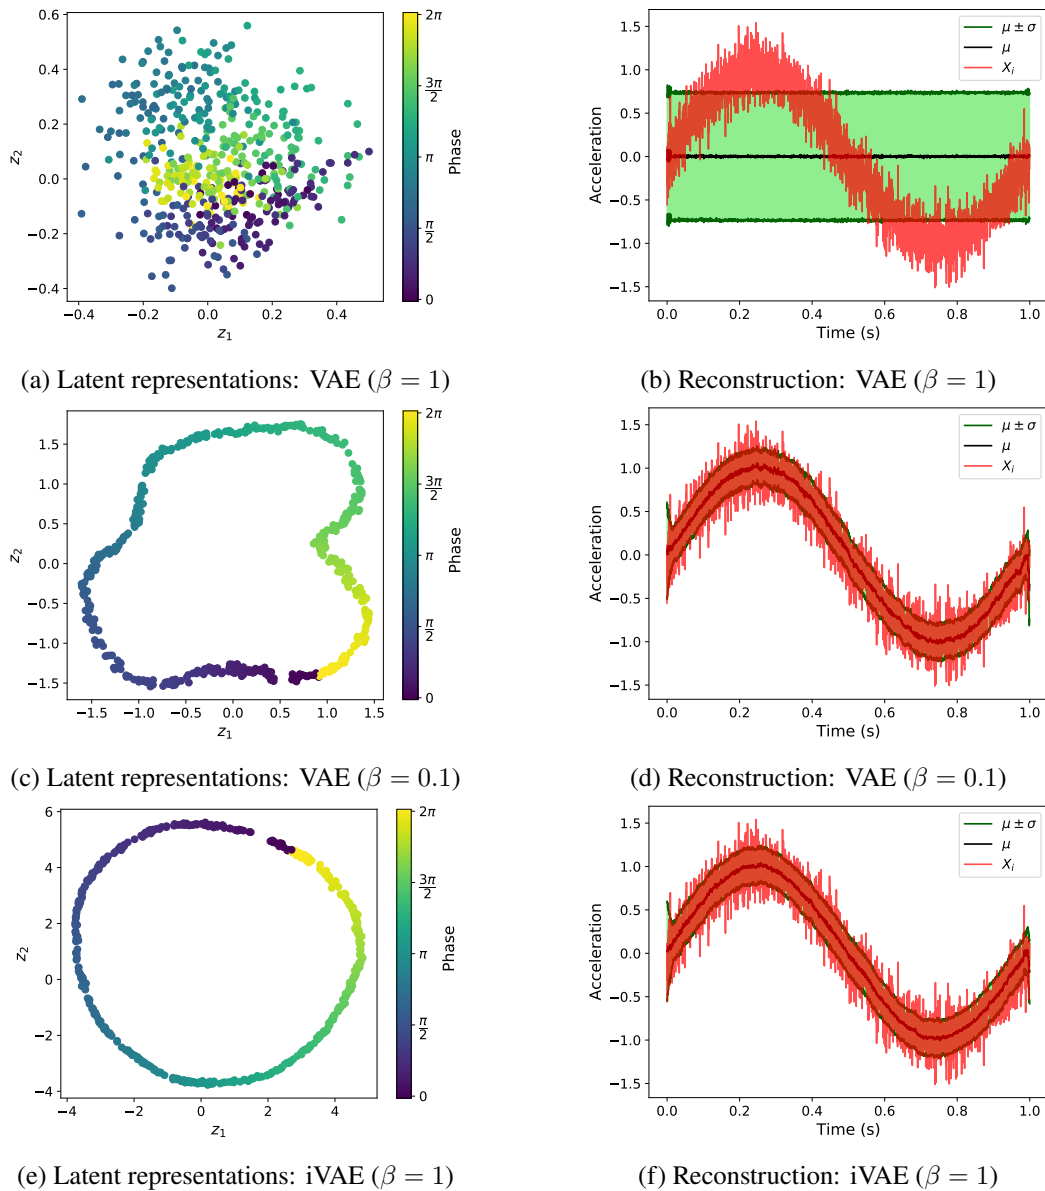 0.6
0.4
0.2
0.0
−0.2
−0.4
z₂
−0.4 −0.2 0.0 0.2 0.4
z₁
2π
3π/2
π
π/2
0
Phase
1.5
1.0
0.5
0.0
−0.5
−1.0
−1.5
Acceleration
μ ± σ
μ
Xᵢ
0.0 0.2 0.4 0.6 0.8 1.0
Time (s)
(a) Latent representations: VAE (β = 1)
(b) Reconstruction: VAE (β = 1)
1.5
1.0
0.5
0.0
−0.5
−1.0
−1.5
z₂
−1.5 −1.0 −0.5 0.0 0.5 1.0 1.5
z₁
2π
3π/2
π
π/2
0
Phase
1.5
1.0
0.5
0.0
−0.5
−1.0
−1.5
Acceleration
μ ± σ
μ
Xᵢ
0.0 0.2 0.4 0.6 0.8 1.0
Time (s)
(c) Latent representations: VAE (β = 0.1)
(d) Reconstruction: VAE (β = 0.1)
6
4
2
0
−2
−4
z₂
−4 −2 0 2 4
z₁
2π
3π/2
π
π/2
0
Phase
1.5
1.0
0.5
0.0
−0.5
−1.0
−1.5
Acceleration
μ ± σ
μ
Xᵢ
0.0 0.2 0.4 0.6 0.8 1.0
Time (s)
(e) Latent representations: iVAE (β = 1)
(f) Reconstruction: iVAE (β = 1)